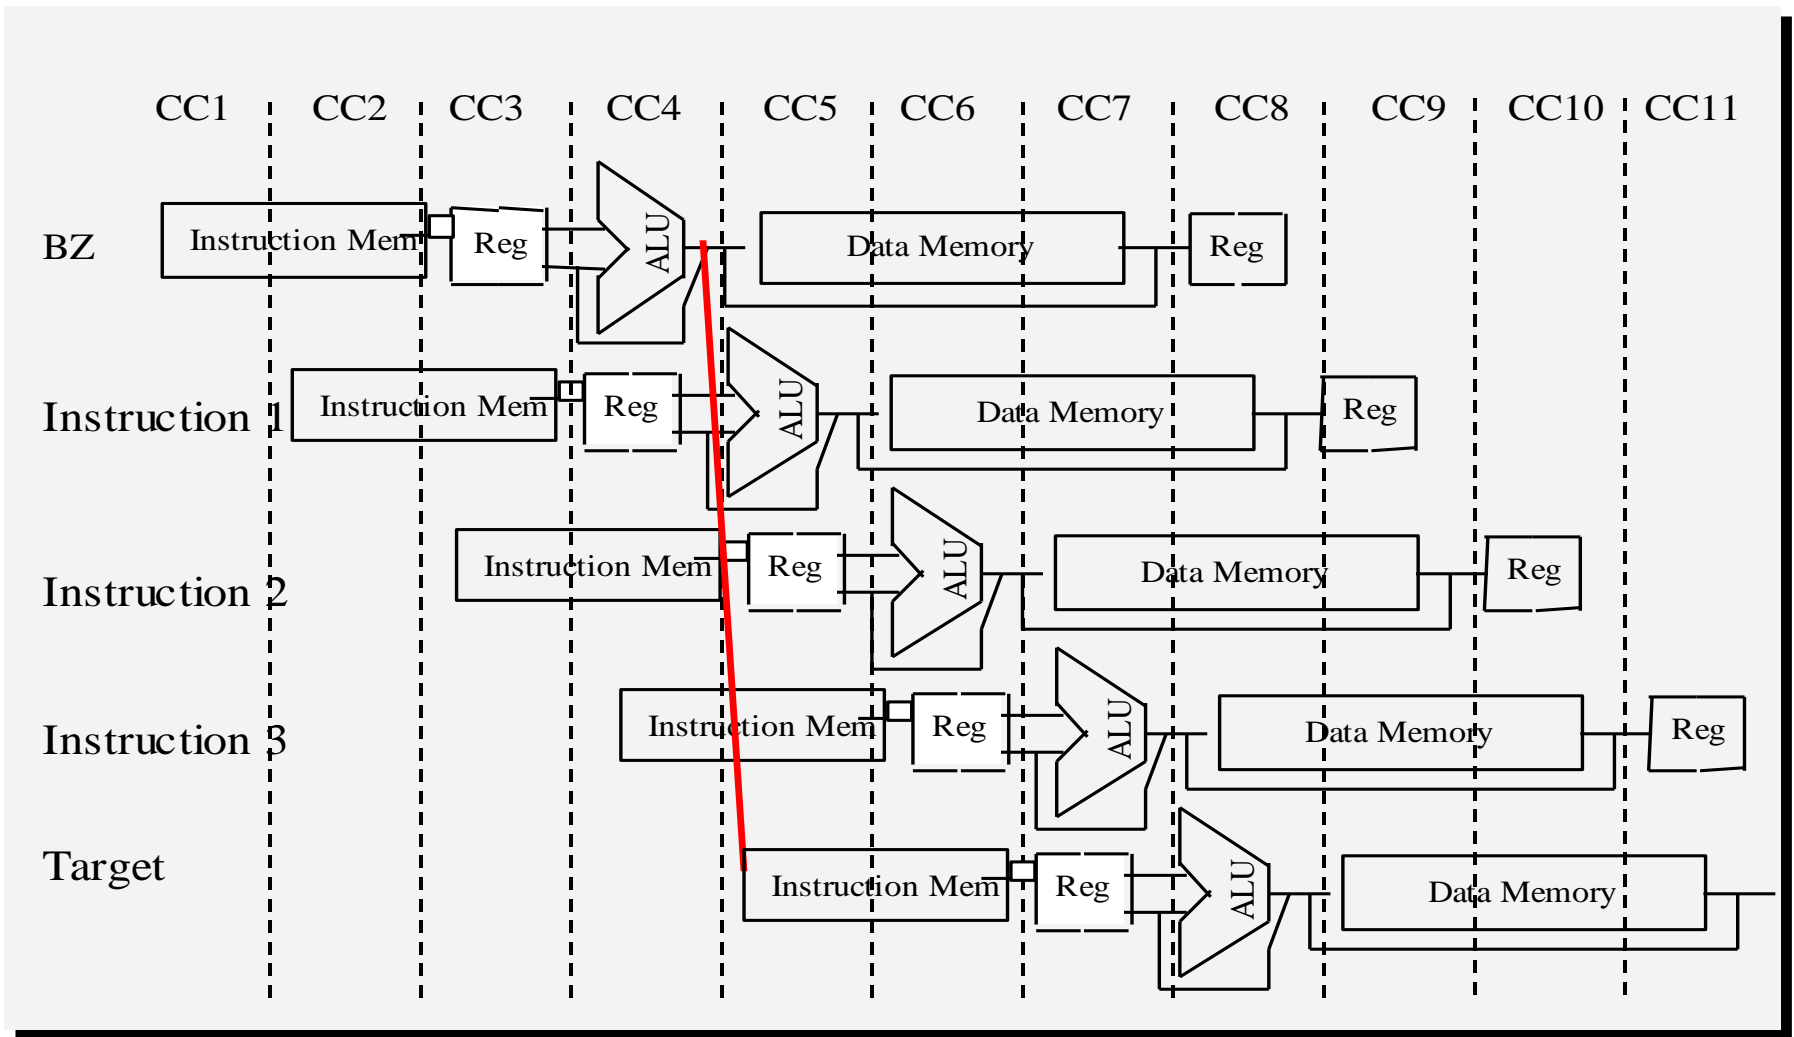 CC1 CC2 CC3 CC4 CC5 CC6 CC7 CC8 CC9 CC10 CC11
BZ Instruction Mem Reg ALU Data Memory Reg
Instruction 1 Instruction Mem Reg ALU Data Memory Reg
Instruction 2 Instruction Mem Reg ALU Data Memory Reg
Instruction 3 Instruction Mem Reg ALU Data Memory Reg
Target Instruction Mem Reg ALU Data Memory